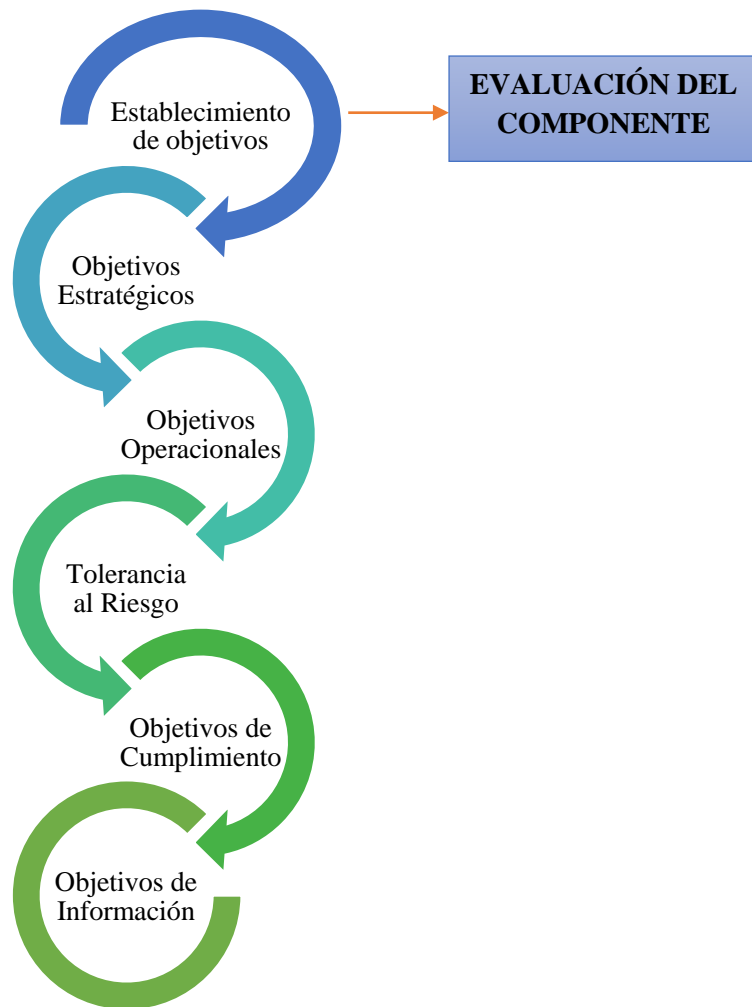 Establecimiento
de objetivos
EVALUACIÓN DEL
COMPONENTE
Objetivos
Estratégicos
Objetivos
Operacionales
Tolerancia
al Riesgo
Objetivos de
Cumplimiento
Objetivos de
Información